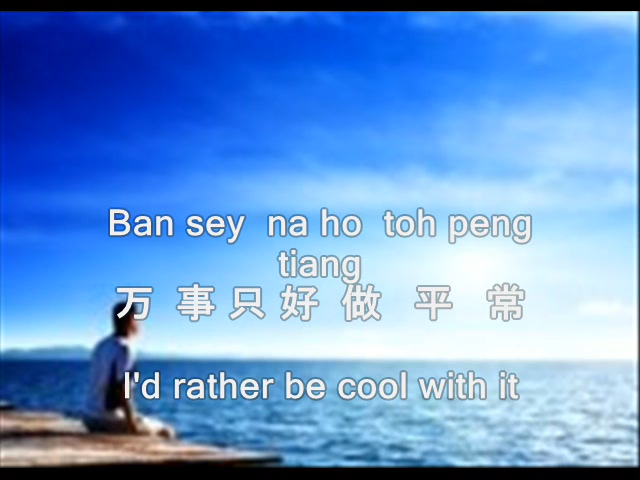 Ban sey na ho toh peng
tiang
万 事 只 好 做 平 常
I'd rather be cool with it